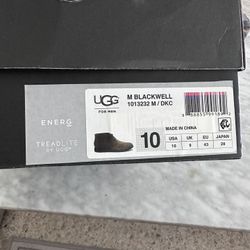 UGG
FOR MEN
M BLACKWELL
1013232 M / DKC
MADE IN CHINA
ENERG
TREADLITE
BY UGG
10
USA UK EU JAPAN
10 9 43 28